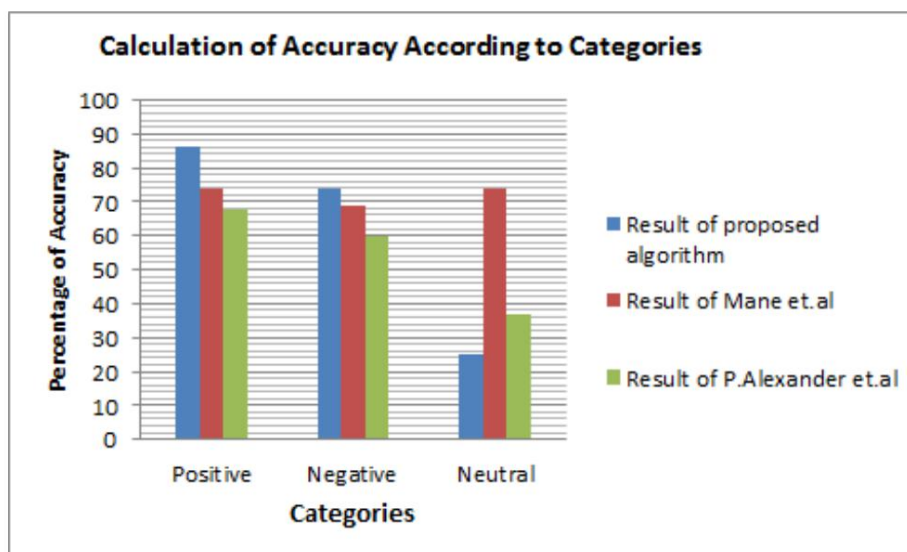 Calculation of Accuracy According to Categories
Percentage of Accuracy
100
90
80
70
60
50
40
30
20
10
0
Positive Negative Neutral
Categories
Result of proposed
algorithm
Result of Mane et.al
Result of P.Alexander et.al